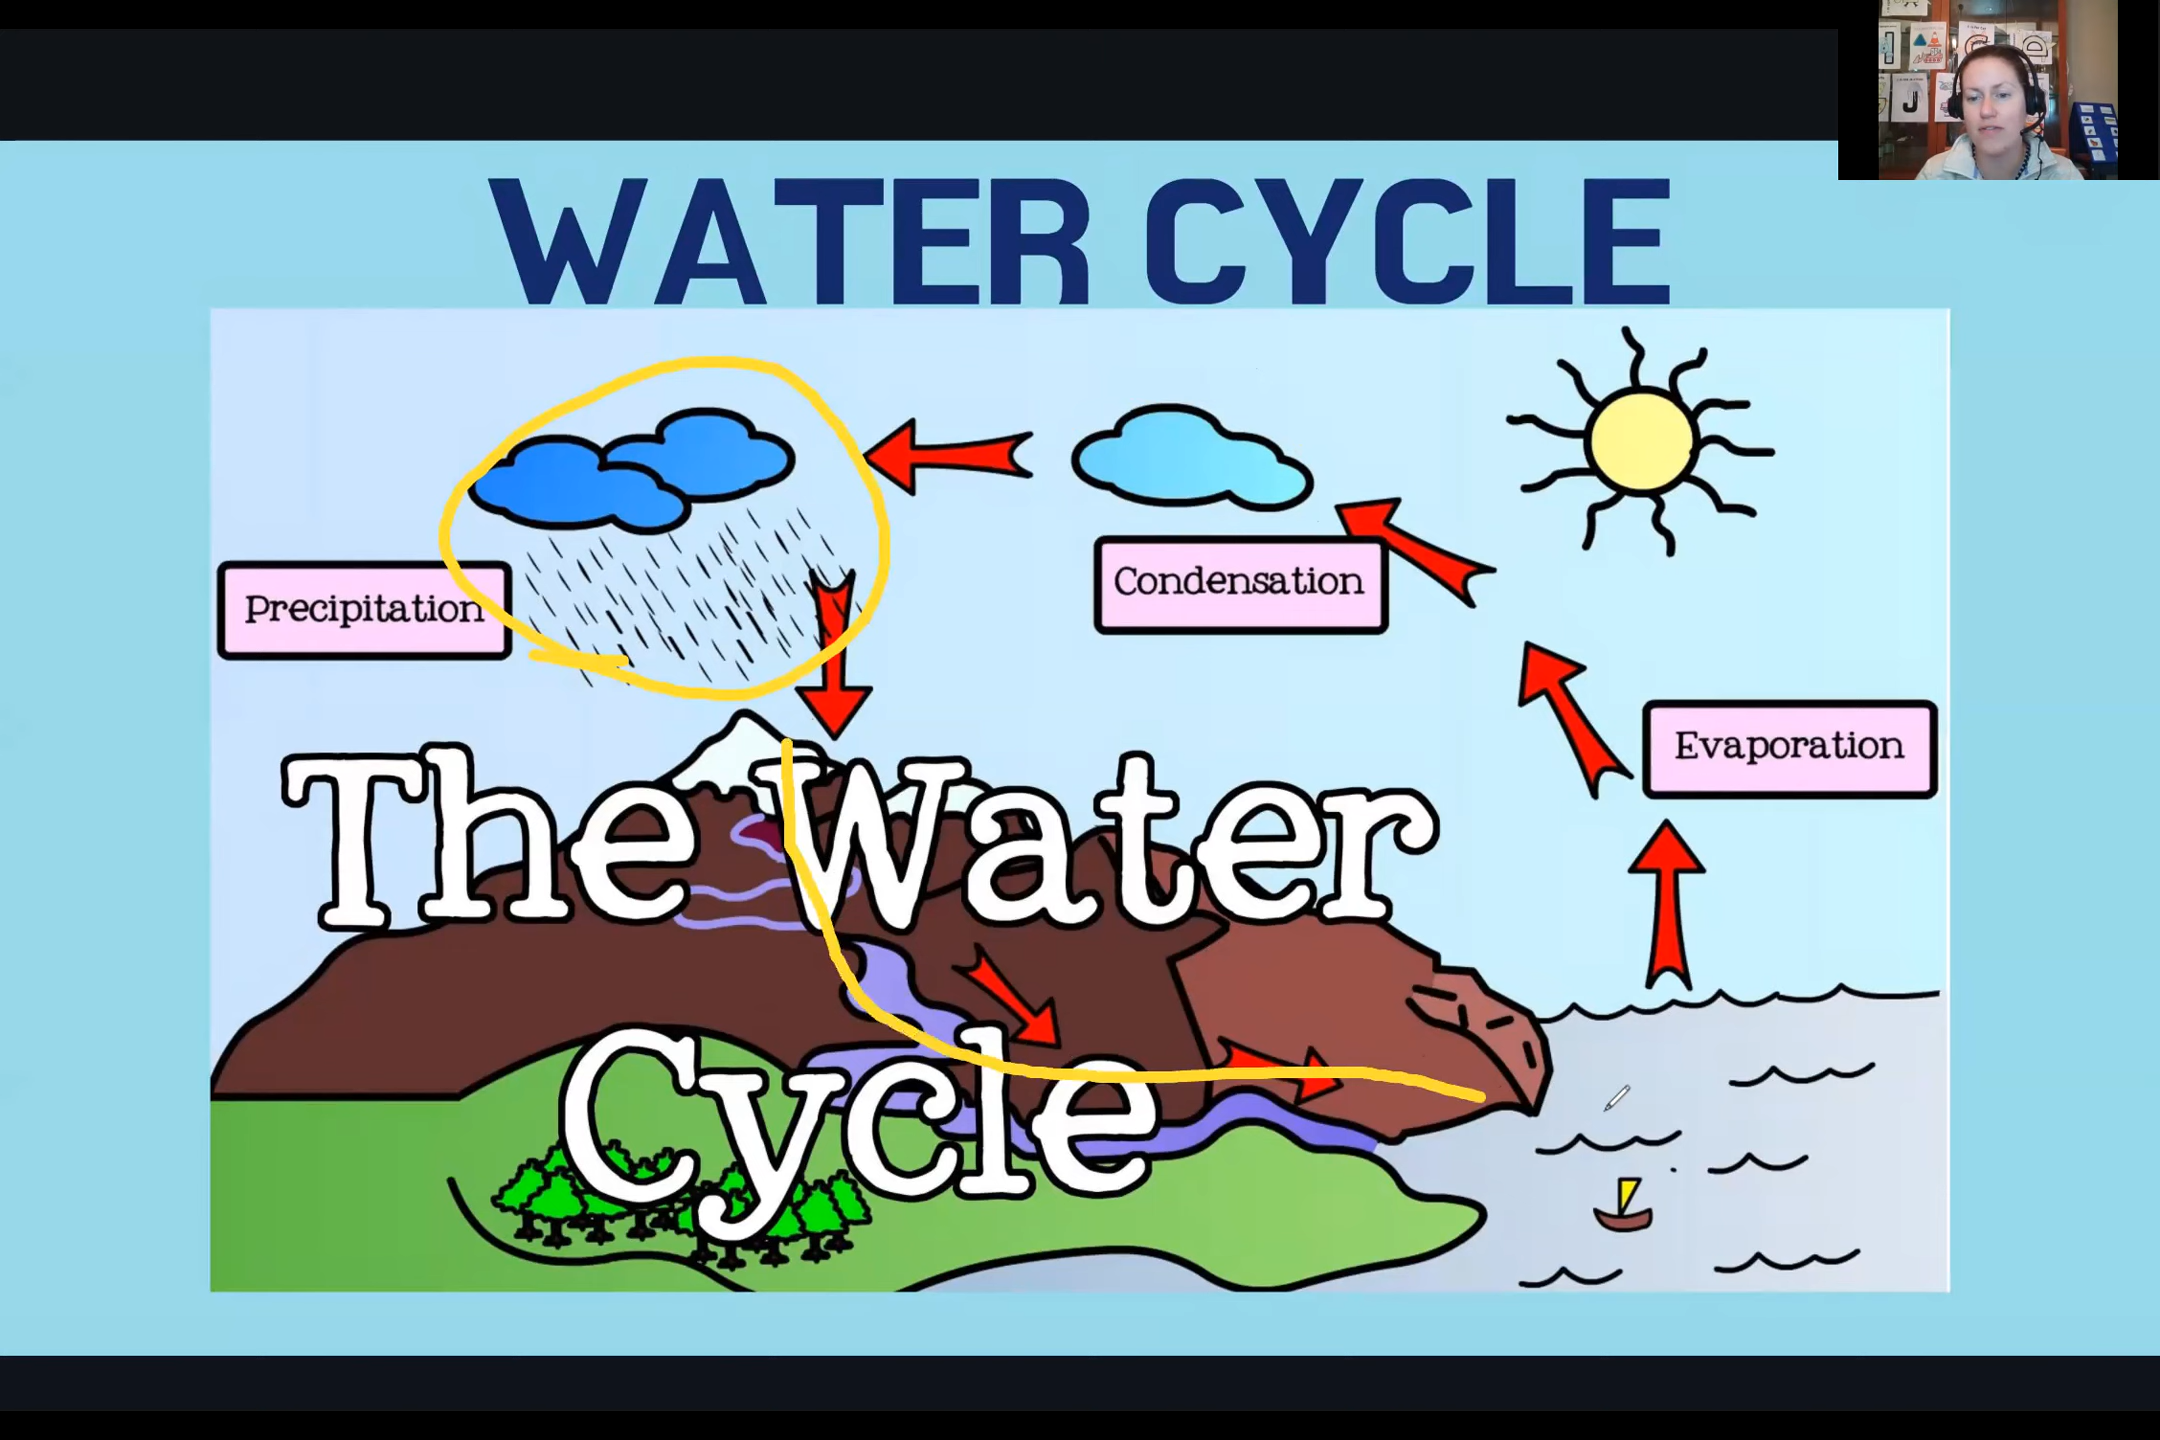 WATER CYCLE
Precipitation
Condensation
Evaporation
The Water
Cycle
J